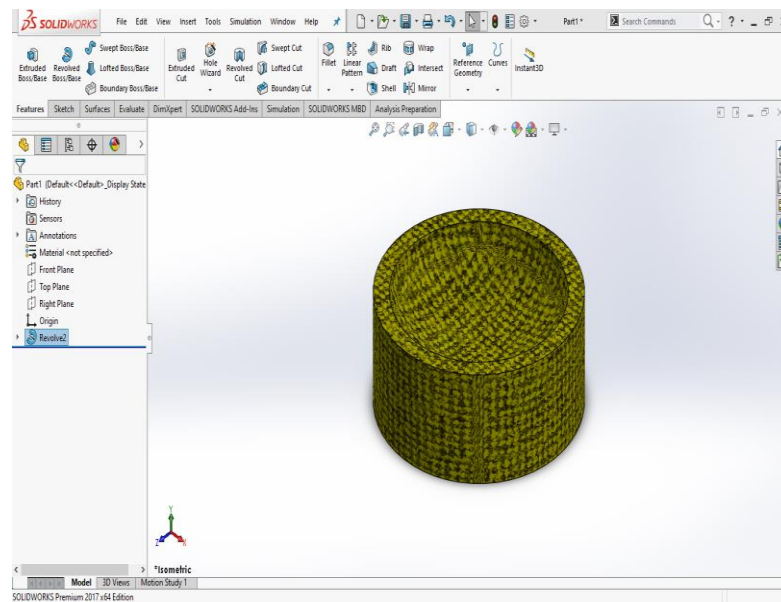 SOLIDWORKS File Edit View Insert Tools Simulation Window Help Part1 * Search Commands
Extruded Boss/Base Revolved Boss/Base Swept Boss/Base Lofted Boss/Base Boundary Boss/Base Extruded Cut Hole Wizard Revolved Cut Swept Cut Lofted Cut Boundary Cut Fillet Linear Pattern Rib Draft Shell Wrap Intersect Mirror Reference Geometry Curves Instant3D
Features Sketch Surfaces Evaluate DimXpert SOLIDWORKS Add-Ins Simulation SOLIDWORKS MBD Analysis Preparation
Part1 (Default<<Default>_Display State
History
Sensors
Annotations
Material <not specified>
Front Plane
Top Plane
Right Plane
Origin
Revolve2
Y
Z
X
*Isometric
Model 3D Views Motion Study 1
SOLIDWORKS Premium 2017 x64 Edition